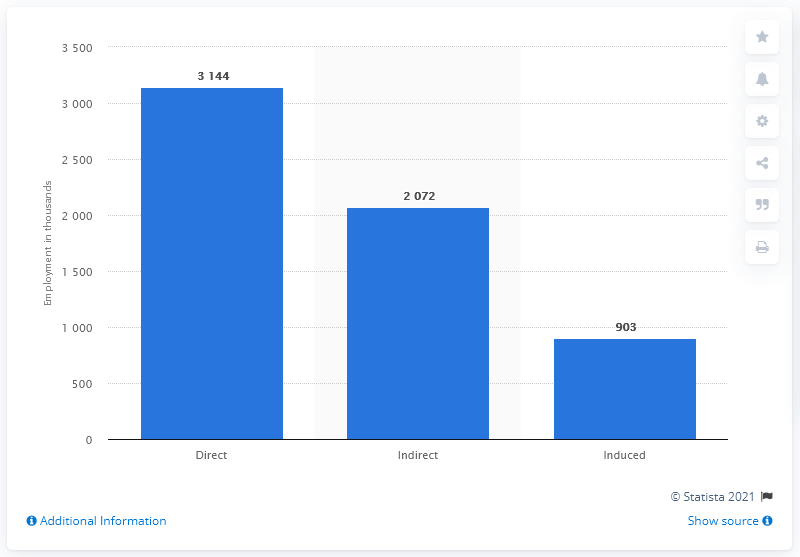 3 500
3 000
2 500
2 000
1 500
1 000
500
0
Employment in thousands
3 144
2 072
903
Direct
Indirect
Induced
© Statista 2021
Additional Information
Show source